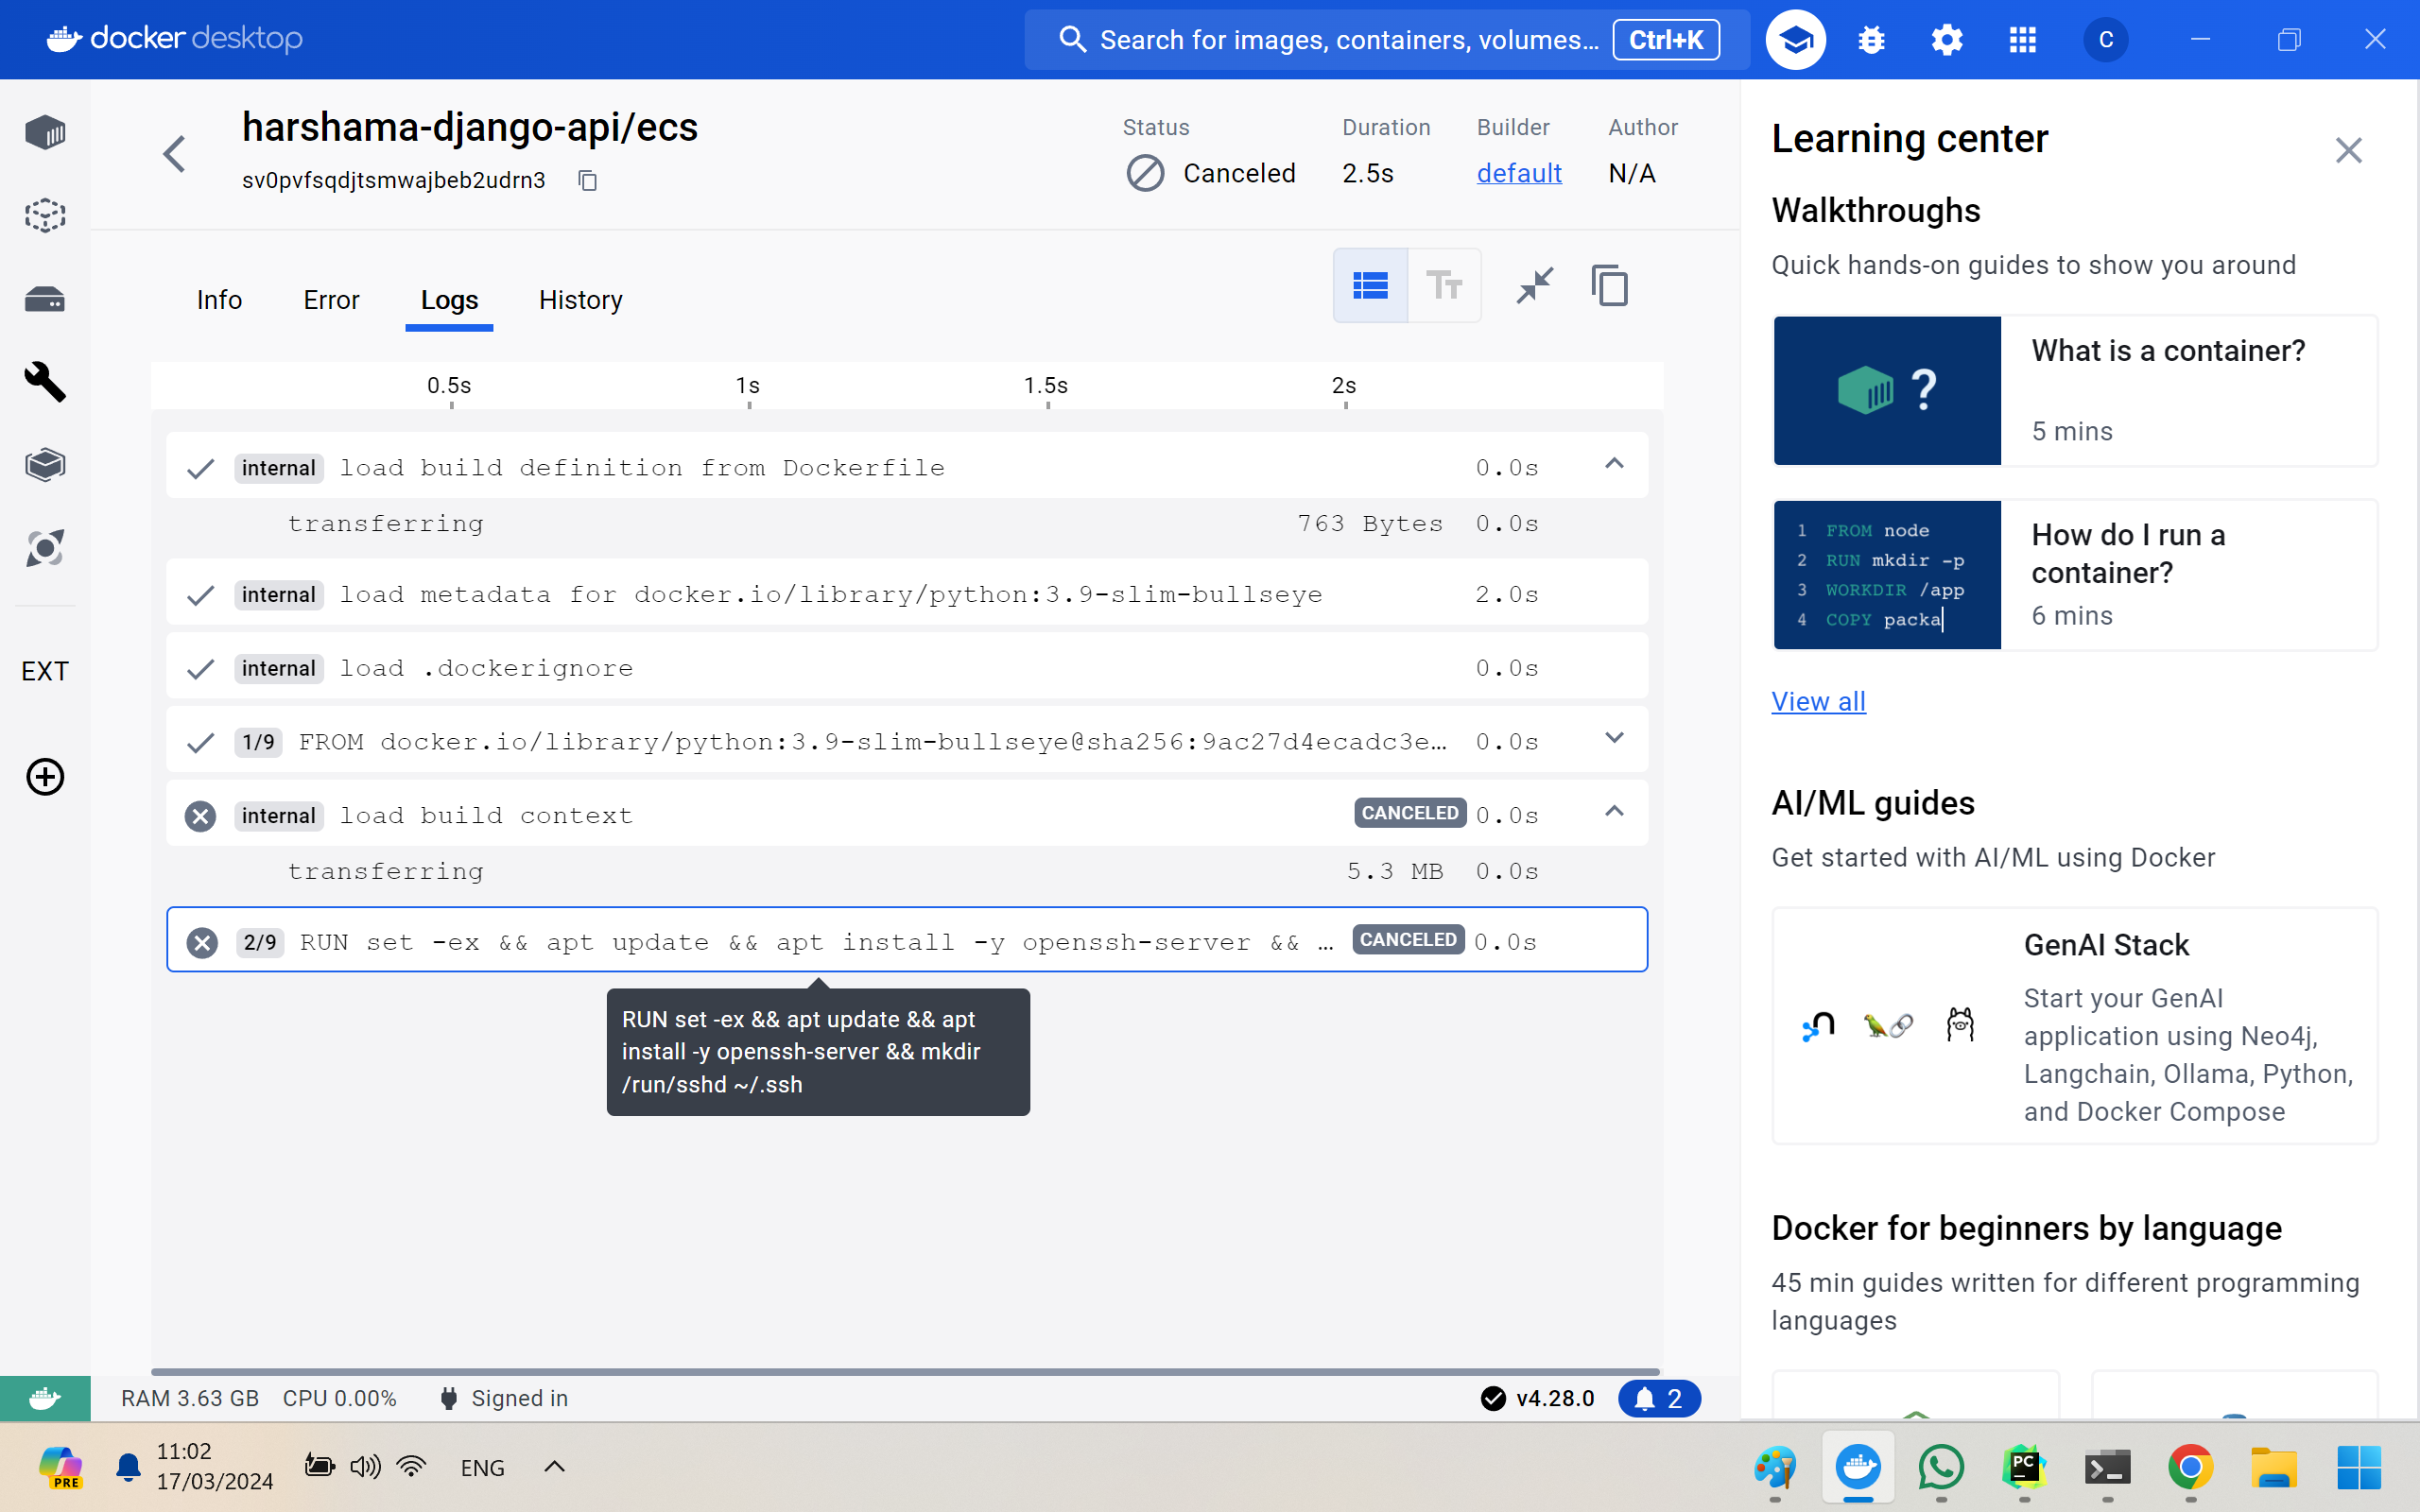 docker desktop
Search for images, containers, volumes... Ctrl+K
C
harshama-django-api/ecs
sv0pvfsqdjtsmwajbeb2udrn3
Status
Canceled
Duration
2.5s
Builder
default
Author
N/A
Info Error Logs History
0.5s 1s 1.5s 2s
internal load build definition from Dockerfile 0.0s
transferring 763 Bytes 0.0s
internal load metadata for docker.io/library/python:3.9-slim-bullseye 2.0s
internal load .dockerignore 0.0s
1/9 FROM docker.io/library/python:3.9-slim-bullseye@sha256:9ac27d4ecadc3e… 0.0s
internal load build context CANCELED 0.0s
transferring 5.3 MB 0.0s
2/9 RUN set -ex && apt update && apt install -y openssh-server && … CANCELED 0.0s
RUN set -ex && apt update && apt
install -y openssh-server && mkdir
/run/sshd ~/.ssh
EXT
Learning center
Walkthroughs
Quick hands-on guides to show you around
?
What is a container?
5 mins
1 FROM node
2 RUN mkdir -p
3 WORKDIR /app
4 COPY packa
How do I run a
container?
6 mins
View all
AI/ML guides
Get started with AI/ML using Docker
GenAI Stack
Start your GenAI
application using Neo4j,
Langchain, Ollama, Python,
and Docker Compose
Docker for beginners by language
45 min guides written for different programming
languages
RAM 3.63 GB CPU 0.00% Signed in
v4.28.0 2
PRE
11:02
17/03/2024
ENG
PC